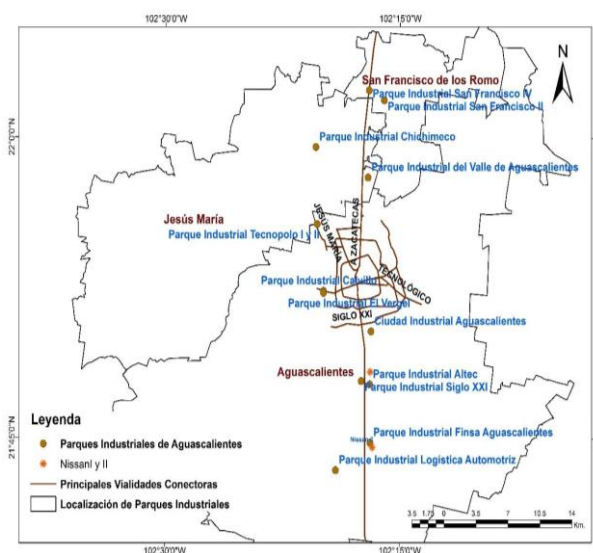 102°30'0"W
102°15'0"W
N
San Francisco de los Romo
Parque Industrial San Francisco IV
Parque Industrial San Francisco II
22°0'0"N
Parque Industrial Chichimeco
Parque Industrial del Valle de Aguascalientes
Jesús María
JESÚS MARÍA
AZACATECAS
Parque Industrial Tecnopolo I y II
TECNOLÓGICO
Parque Industrial Calvillo
Parque Industrial El Vergel
SIGLO XXI
Ciudad Industrial Aguascalientes
Aguascalientes
Parque Industrial Altec
Parque Industrial Siglo XXI
Leyenda
Parques Industriales de Aguascalientes
NissanI y II
Principales Vialidades Conectoras
Localización de Parques Industriales
21°45'0"N
Parque Industrial Finsa Aguascalientes
Parque Industrial Logística Automotriz
3.5 1.75 0 3.5 7 10.5 14
Km.
102°30'0"W
102°15'0"W